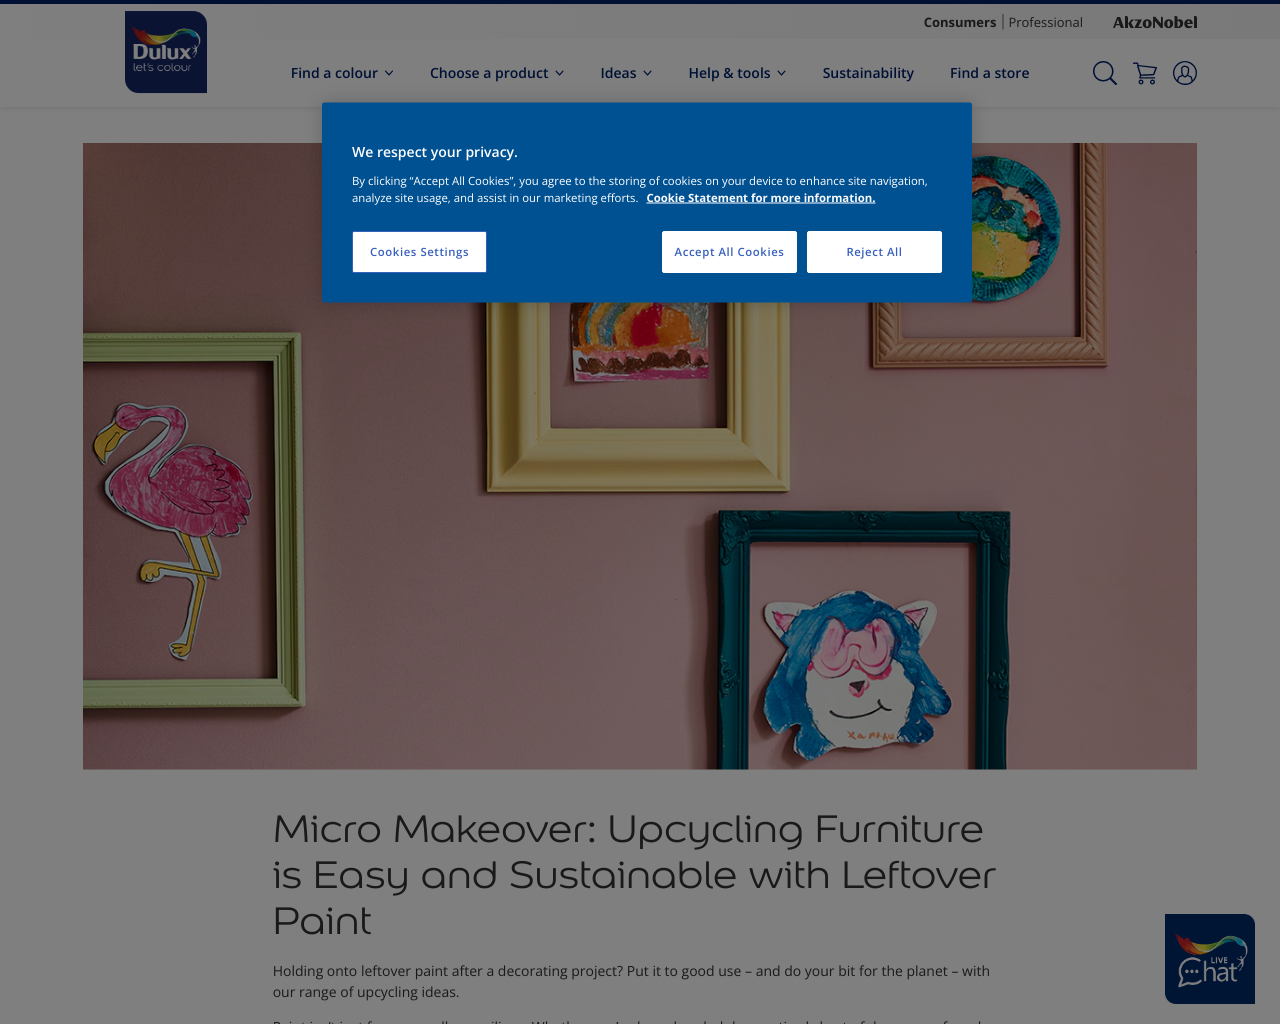 Consumers | Professional
AkzoNobel
Dulux
let's colour
Find a colour
Choose a product
Ideas
Help & tools
Sustainability
Find a store
We respect your privacy.
By clicking “Accept All Cookies”, you agree to the storing of cookies on your device to enhance site navigation,
analyze site usage, and assist in our marketing efforts. Cookie Statement for more information.
Cookies Settings
Accept All Cookies
Reject All
Micro Makeover: Upcycling Furniture
is Easy and Sustainable with Leftover
Paint
Holding onto leftover paint after a decorating project? Put it to good use – and do your bit for the planet – with
our range of upcycling ideas.
LIVE
Chat